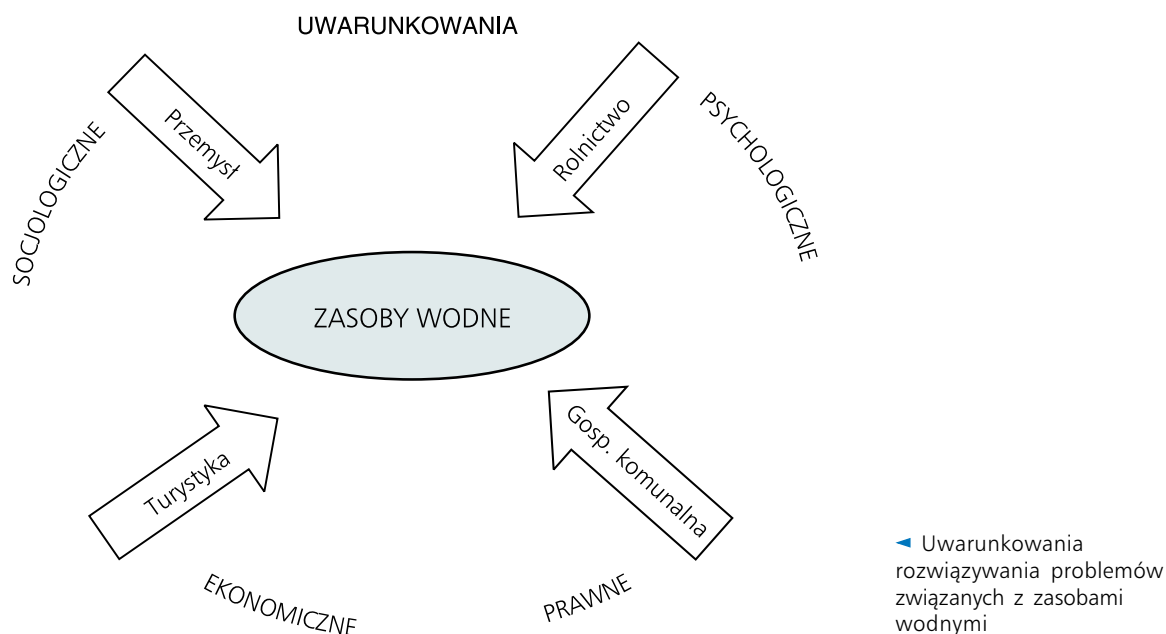 UWARUNKOWANIA
SOCJOLOGICZNE
Przemysł
Rolnictwo
PSYCHOLOGICZNE
ZASOBY WODNE
Turystyka
Gosp. komunalna
EKONOMICZNE
PRAWNE
◄ Uwarunkowania
rozwiązywania problemów
związanych z zasobami
wodnymi